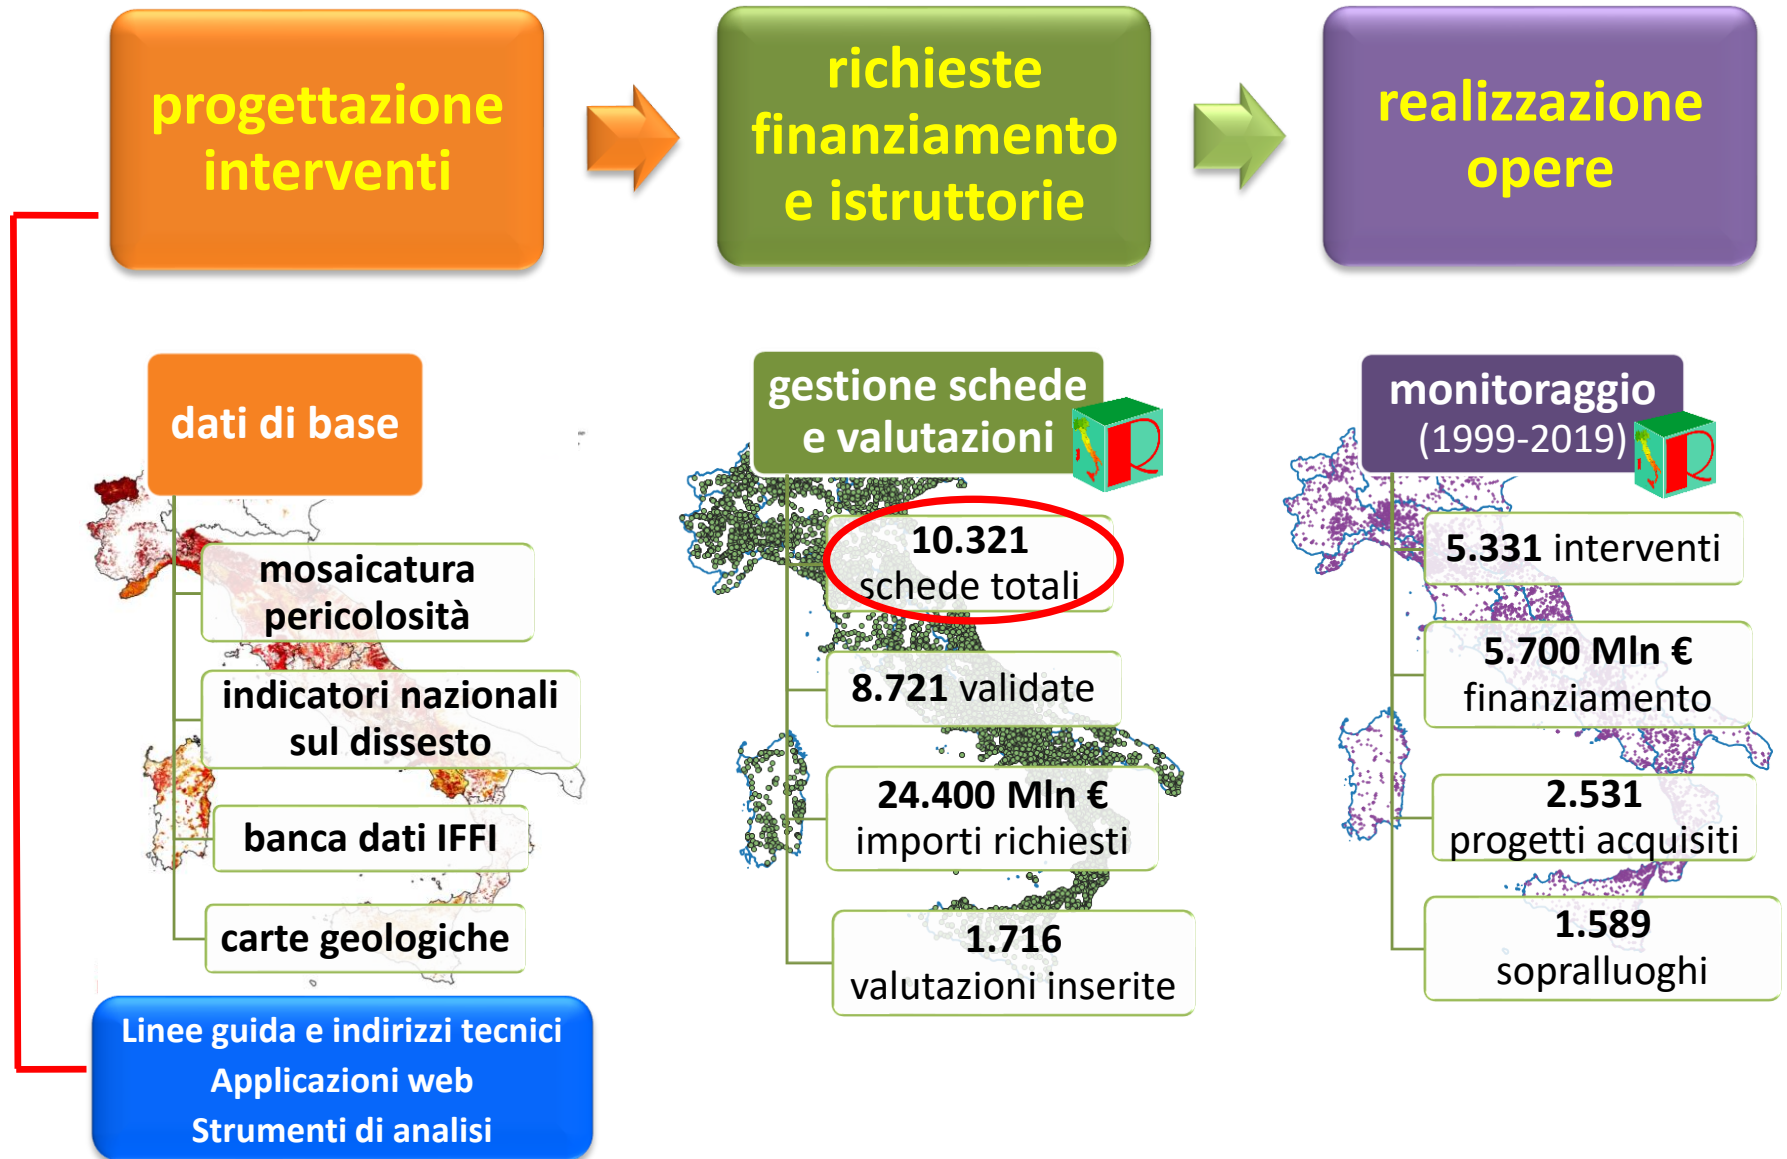 progettazione
interventi
richieste
finanziamento
e istruttorie
realizzazione
opere
dati di base
mosaicatura
pericolosità
indicatori nazionali
sul dissesto
banca dati IFFI
carte geologiche
Linee guida e indirizzi tecnici
Applicazioni web
Strumenti di analisi
gestione schede
e valutazioni
10.321
schede totali
8.721 validate
24.400 Mln €
importi richiesti
1.716
valutazioni inserite
monitoraggio
(1999-2019)
5.331 interventi
5.700 Mln €
finanziamento
2.531
progetti acquisiti
1.589
sopralluoghi